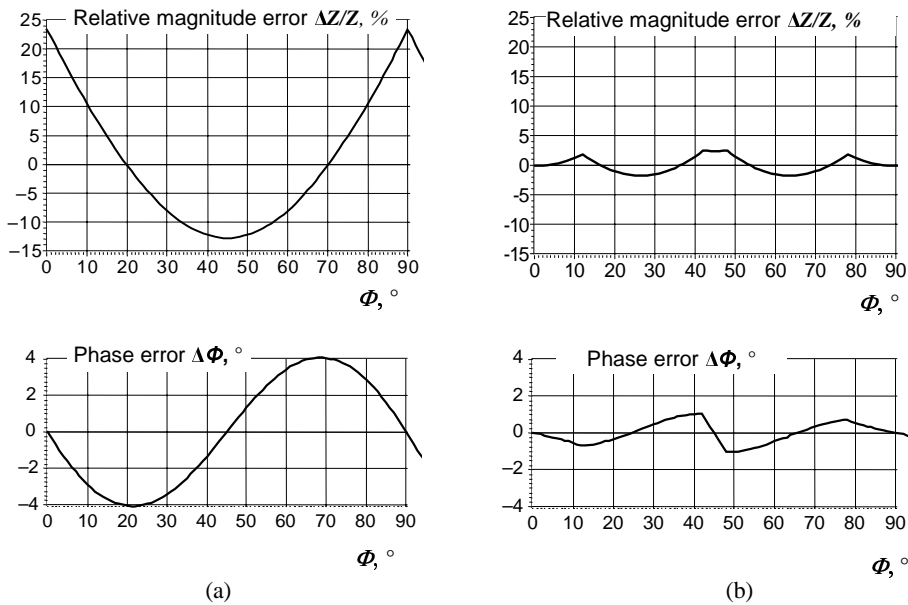 Relative magnitude error ΔZ/Z, %
25
20
15
10
5
0
–5
–10
–15
0 10 20 30 40 50 60 70 80 90
Φ, °
Relative magnitude error ΔZ/Z, %
25
20
15
10
5
0
-5
-10
-15
0 10 20 30 40 50 60 70 80 90
Φ, °
Phase error ΔΦ, °
4
2
0
–2
–4
0 10 20 30 40 50 60 70 80 90
Φ, °
(a)
Phase error ΔΦ, °
4
2
0
–2
–4
0 10 20 30 40 50 60 70 80 90
Φ, °
(b)